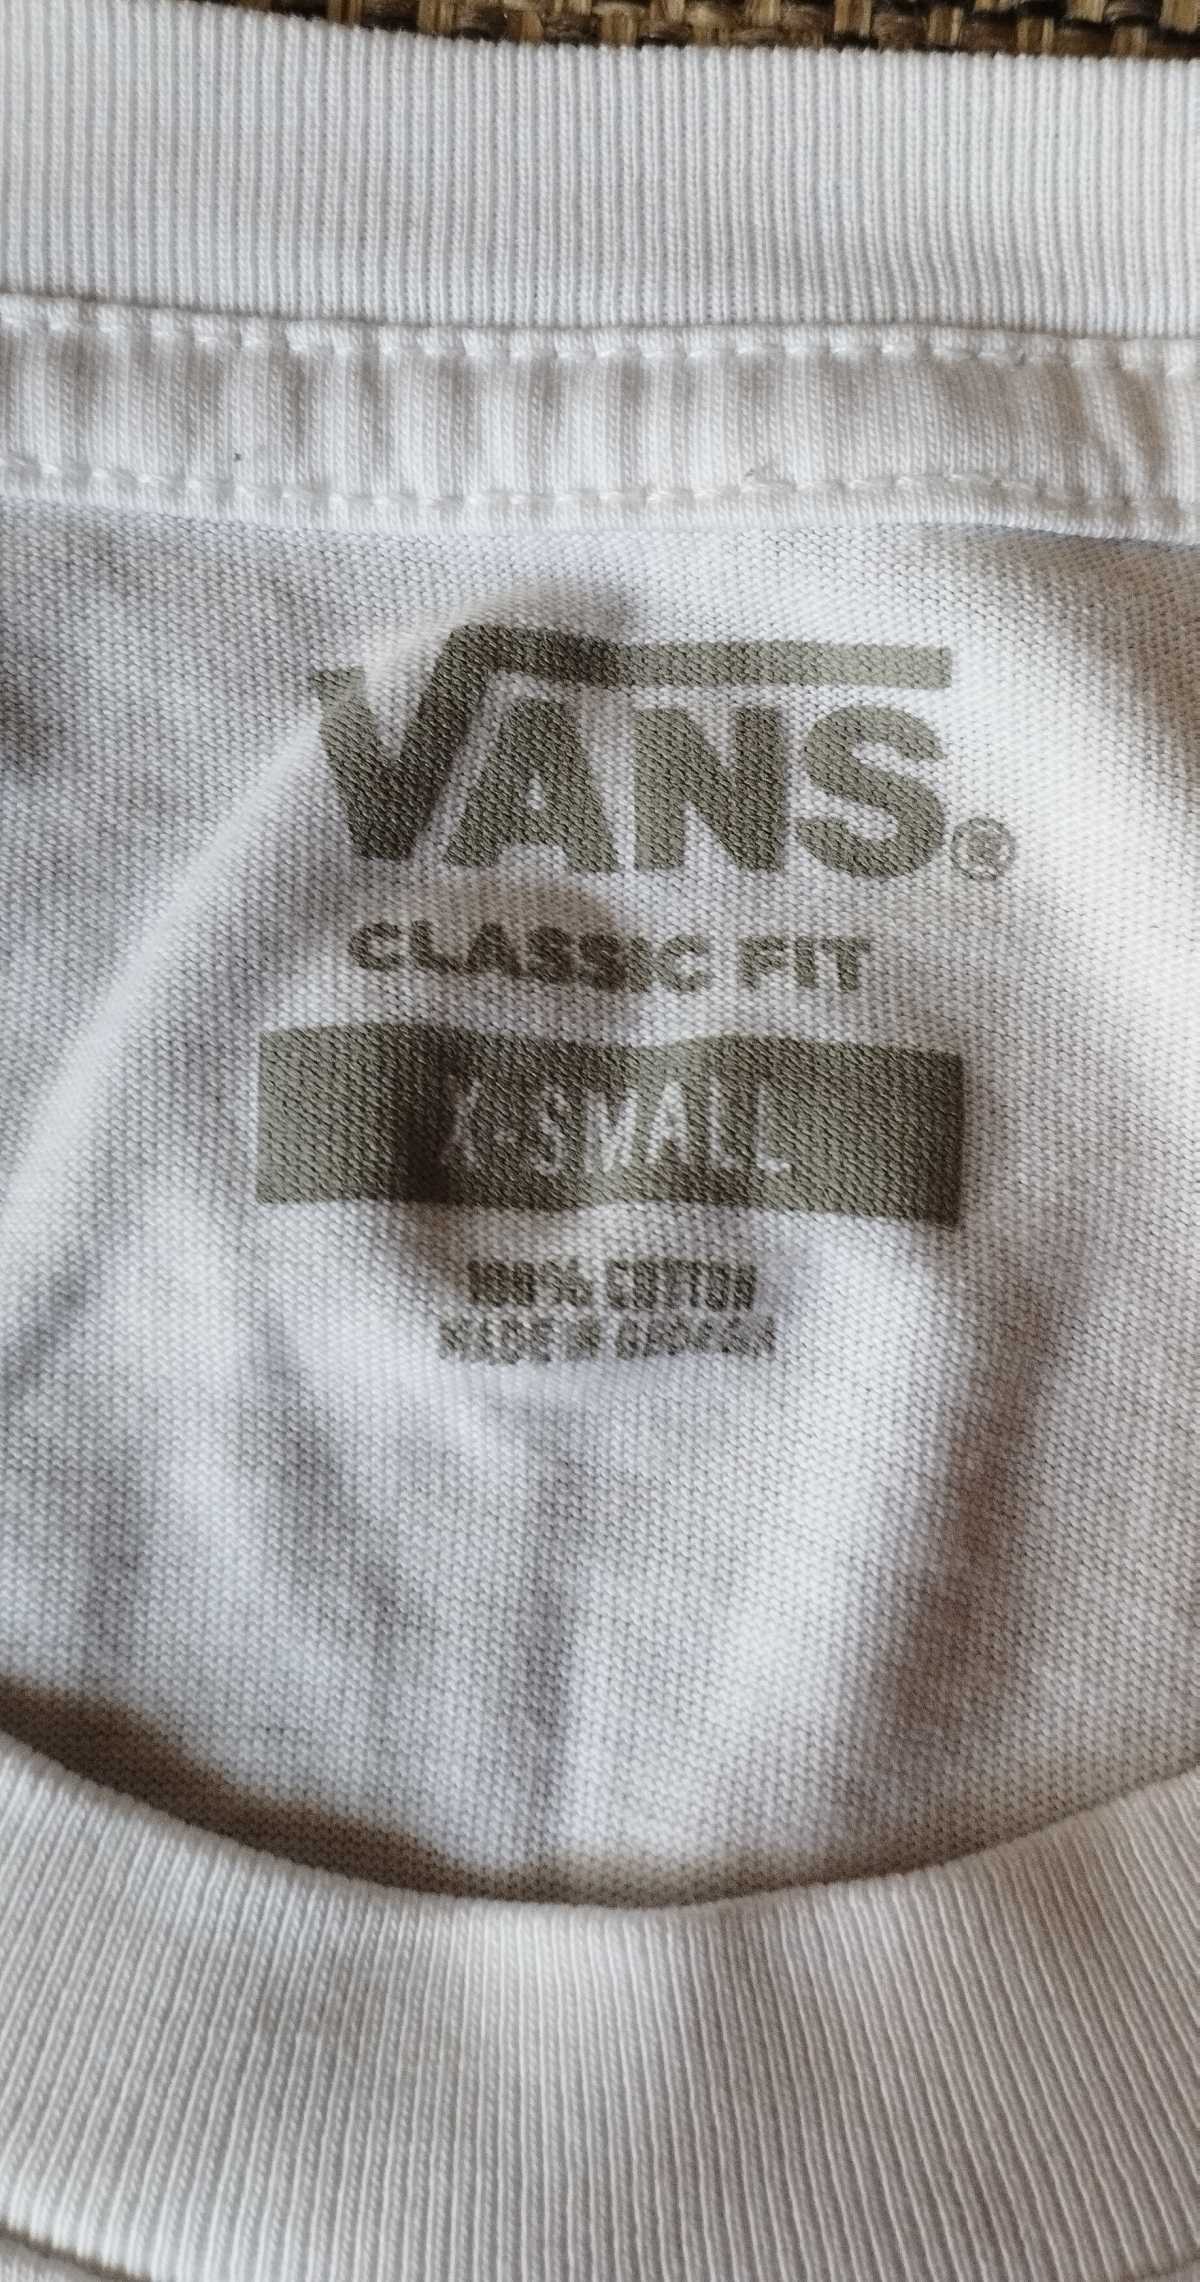 VANS®
CLASSIC FIT
X-SMALL
100% COTTON
MADE IN